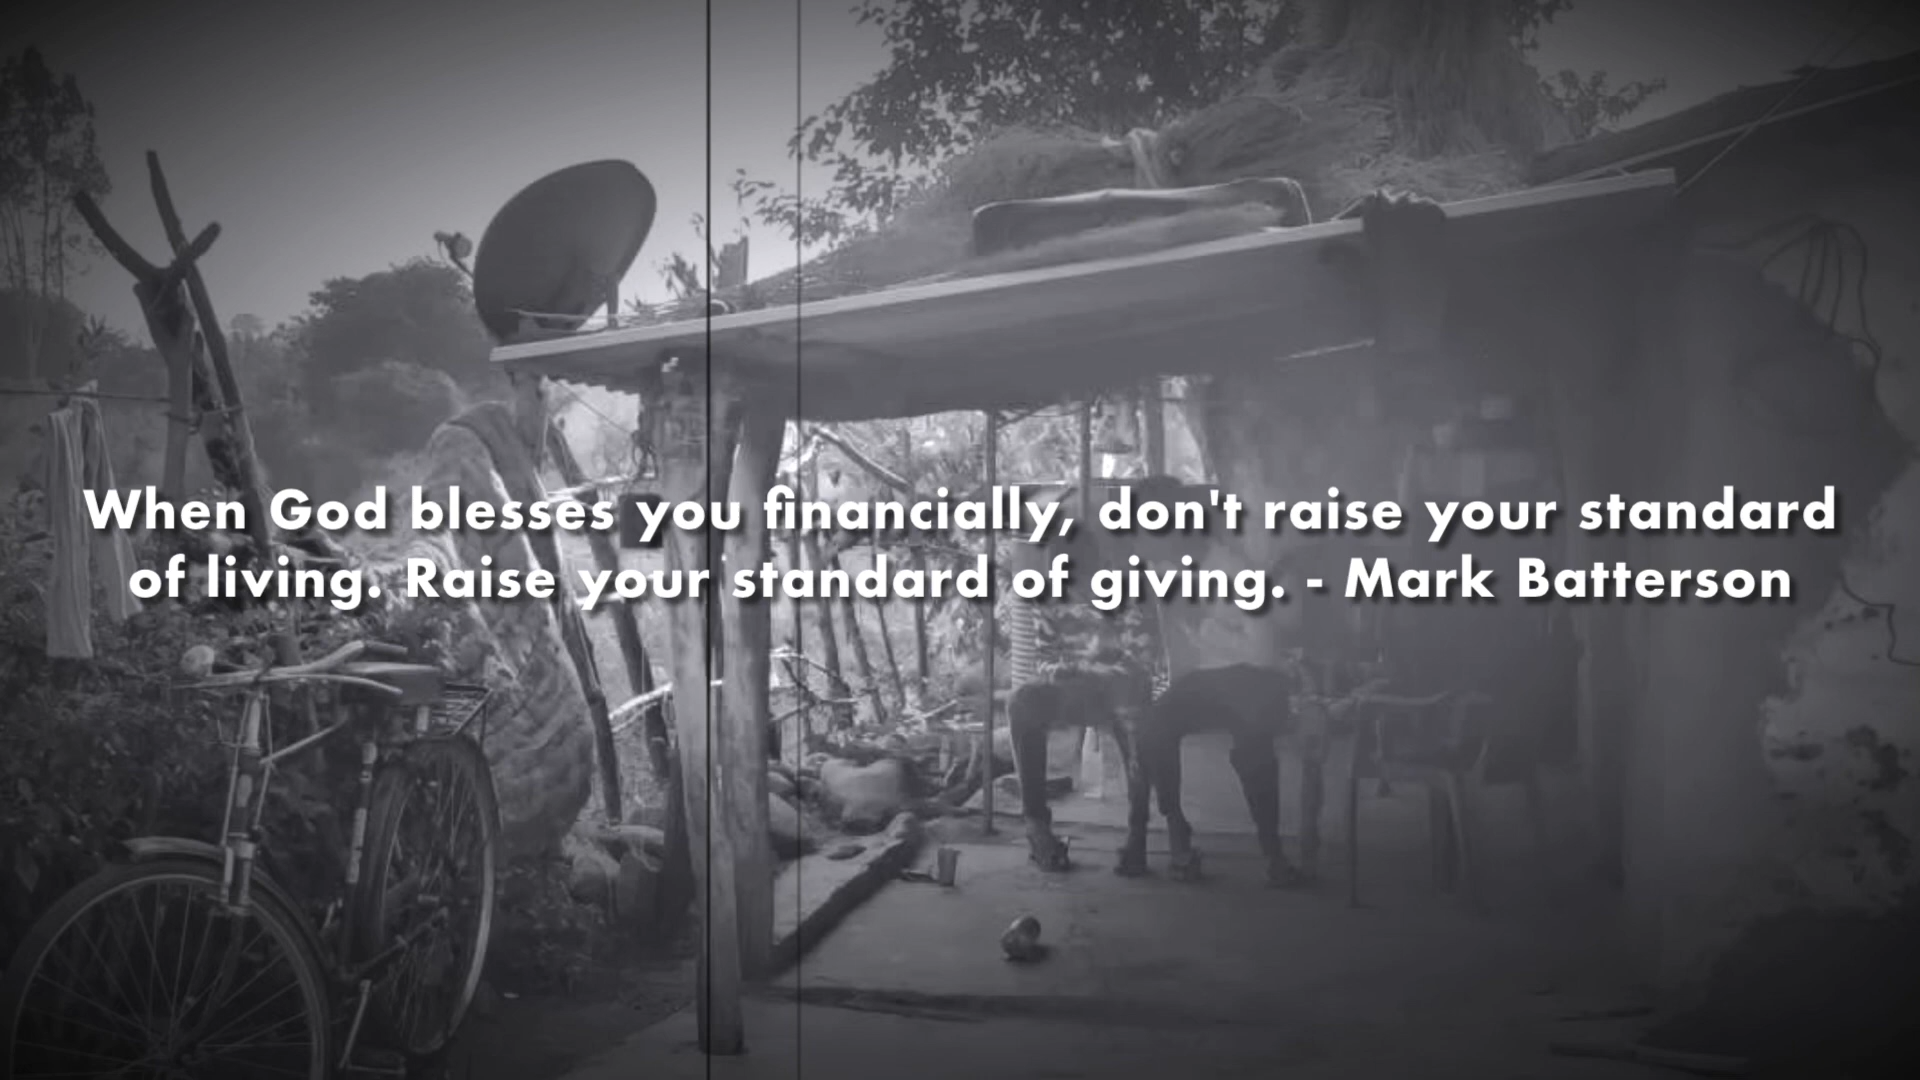 When God blesses you financially, don't raise your standard
of living. Raise your standard of giving. - Mark Batterson